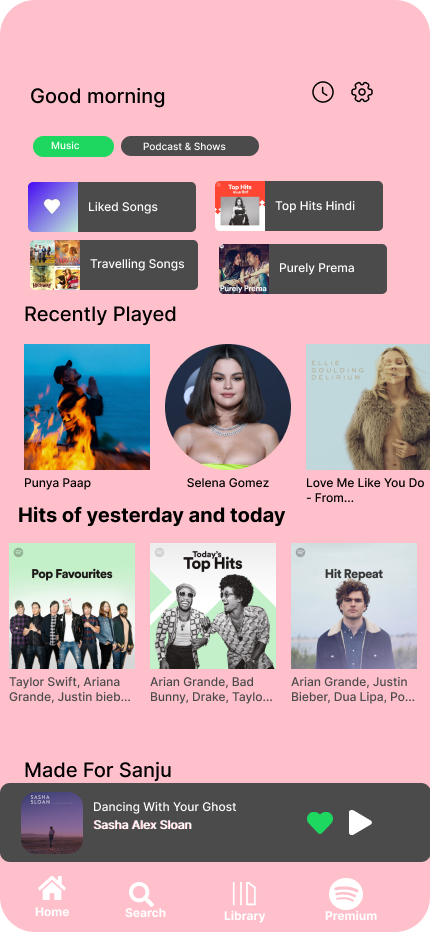 Good morning
Music
Podcast & Shows
Liked Songs
Top Hits
Top Hits Hindi
Travelling Songs
Purely Prema
Purely Prema
Recently Played
ELLIE
GOULDING
DELIRIUM
Punya Paap
Selena Gomez
Love Me Like You Do
- From...
Hits of yesterday and today
Pop Favourites
Today's
Top Hits
Hit Repeat
Taylor Swift, Ariana
Grande, Justin bieb...
Arian Grande, Bad
Bunny, Drake, Taylo...
Arian Grande, Justin
Bieber, Dua Lipa, Po...
Made For Sanju
SASHA
SLOAN
Dancing With Your Ghost
Sasha Alex Sloan
Home
Search
Library
Premium